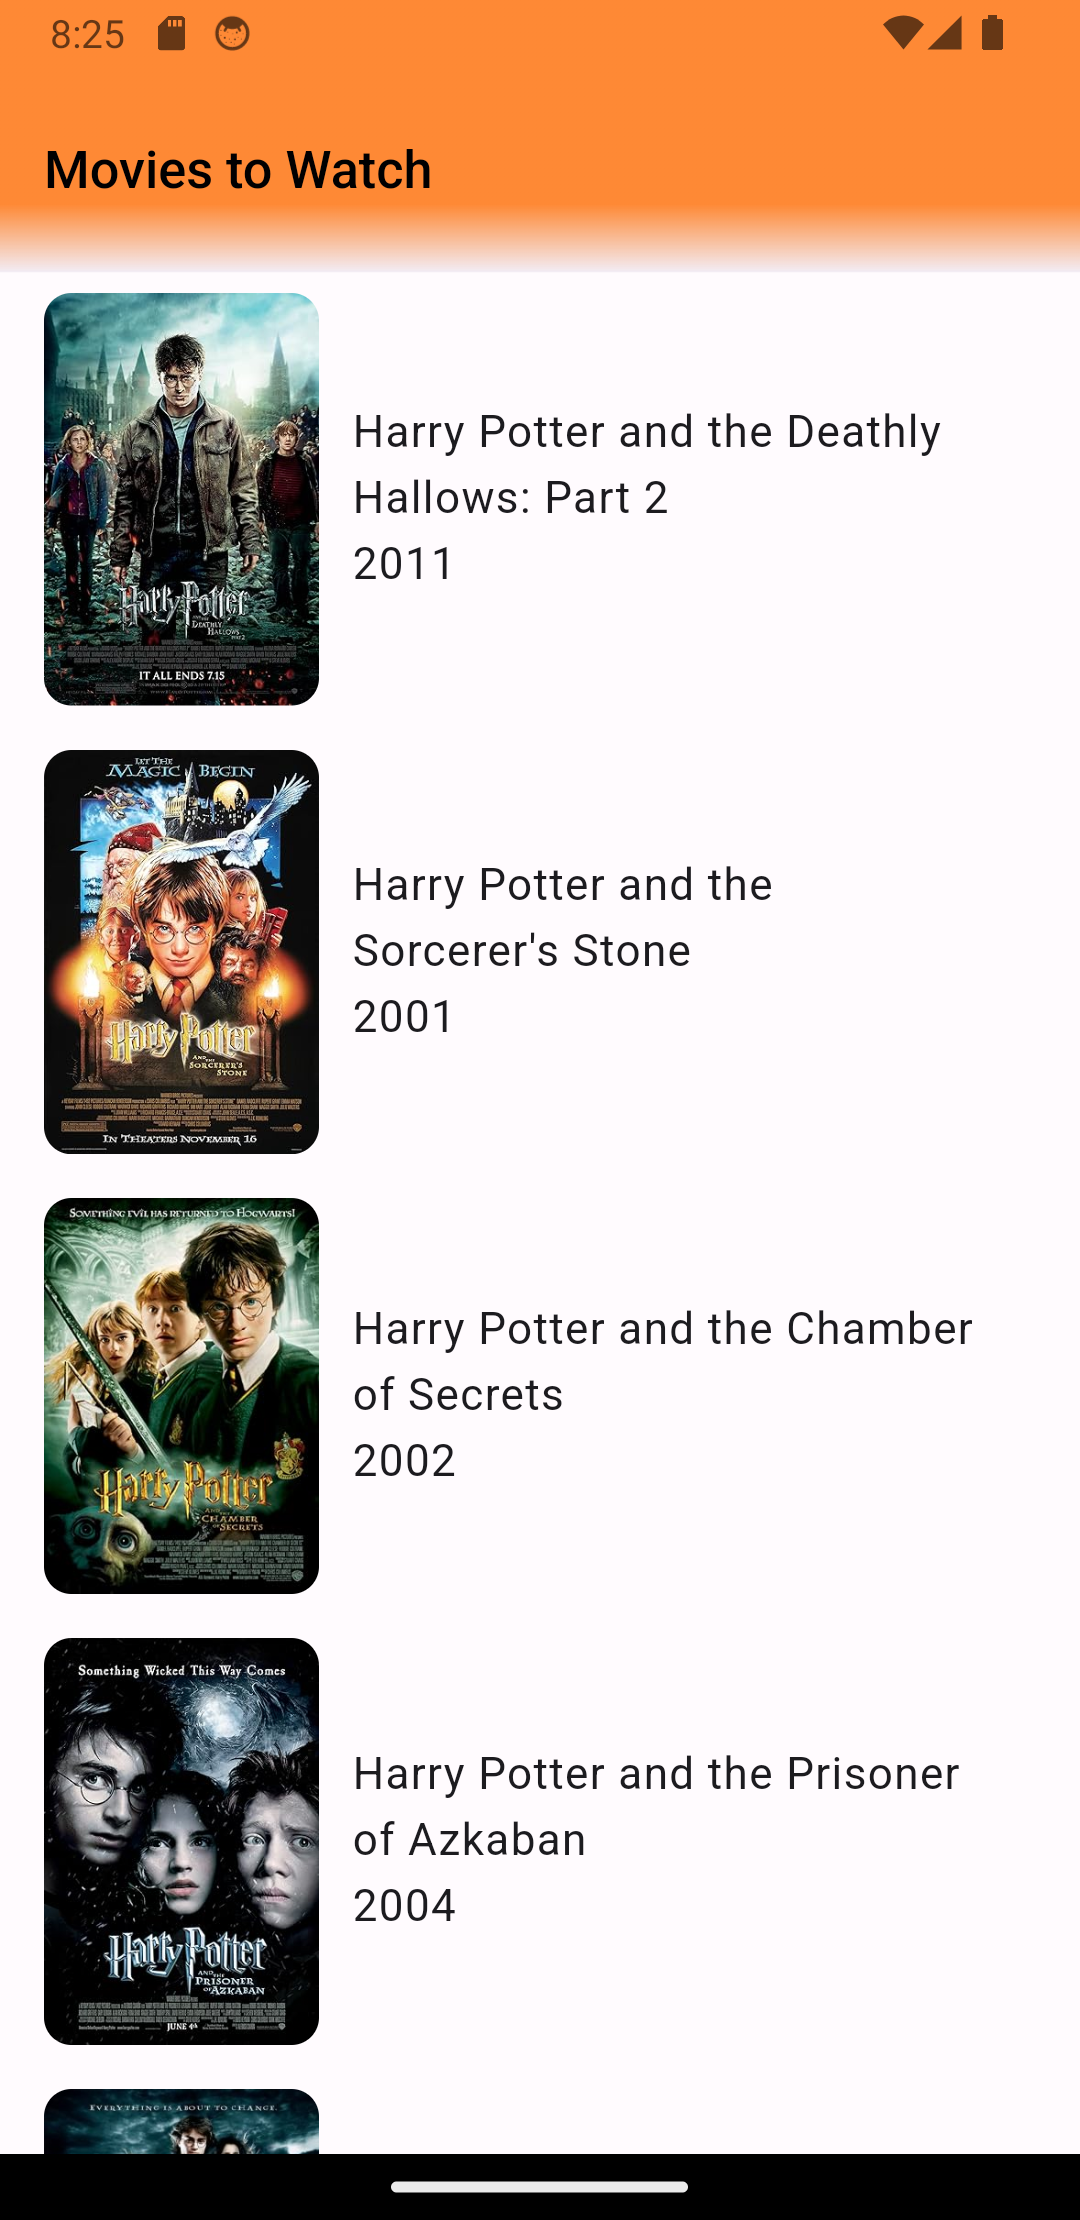 8:25
Movies to Watch
Harry Potter
AND THE
DEATHLY
HALLOWS
PART 2
IT ALL ENDS 7.15
Harry Potter and the Deathly
Hallows: Part 2
2011
LET THE
MAGIC BEGIN
Harry Potter
AND THE
SORCERER'S
STONE
IN THEATERS NOVEMBER 16
Harry Potter and the
Sorcerer's Stone
2001
SOMETHING EVIL HAS RETURNED TO HOGWARTS!
Harry Potter
AND THE
CHAMBER
OF SECRETS
Harry Potter and the Chamber
of Secrets
2002
Something Wicked This Way Comes
Harry Potter
AND THE
PRISONER
OF AZKABAN
JUNE 4th
Harry Potter and the Prisoner
of Azkaban
2004
EVERYTHING IS ABOUT TO CHANGE.